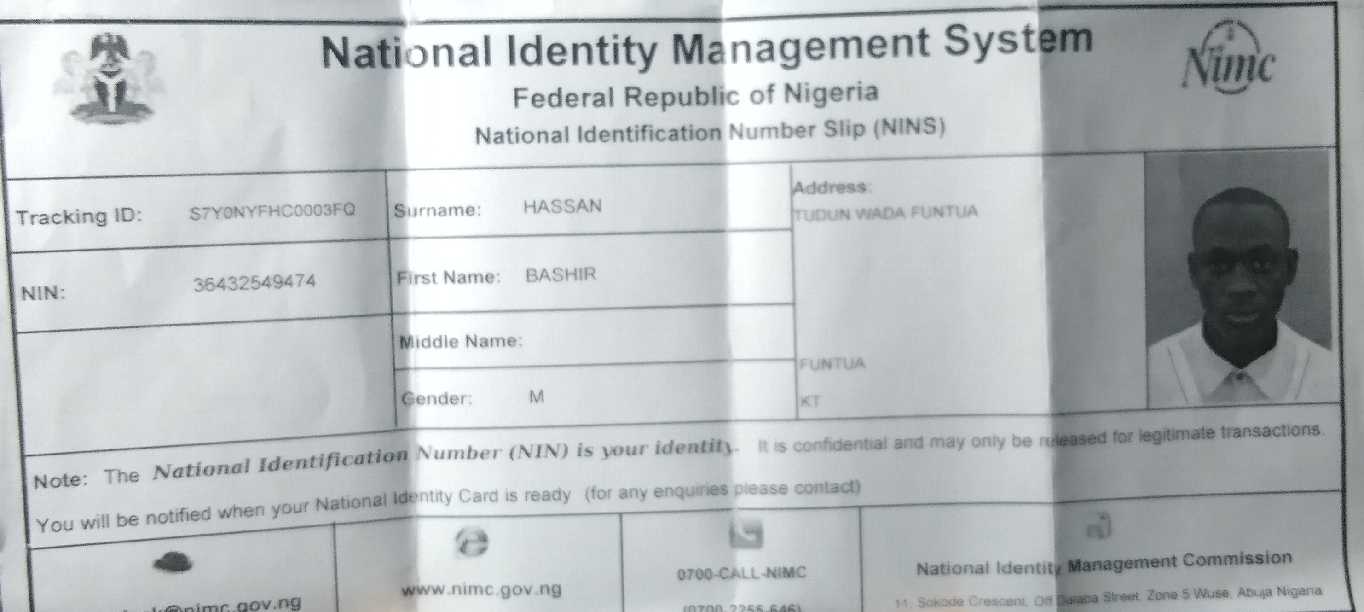 National Identity Management System
Federal Republic of Nigeria
National Identification Number Slip (NINS)
Nimc
Tracking ID: S7Y0NYFHC0003FQ
Surname: HASSAN
Address:
TUDUN WADA FUNTUA
NIN: 36432549474
First Name: BASHIR
Middle Name:
FUNTUA
Gender: M
KT
Note: The National Identification Number (NIN) is your identity. It is confidential and may only be released for legitimate transactions.
You will be notified when your National Identity Card is ready (for any enquiries please contact)
@nimc.gov.ng
www.nimc.gov.ng
0700-CALL-NIMC
(0700-2255-646)
National Identity Management Commission
11, Sokode Crescent, Off Dalaba Street, Zone 5 Wuse, Abuja Nigeria